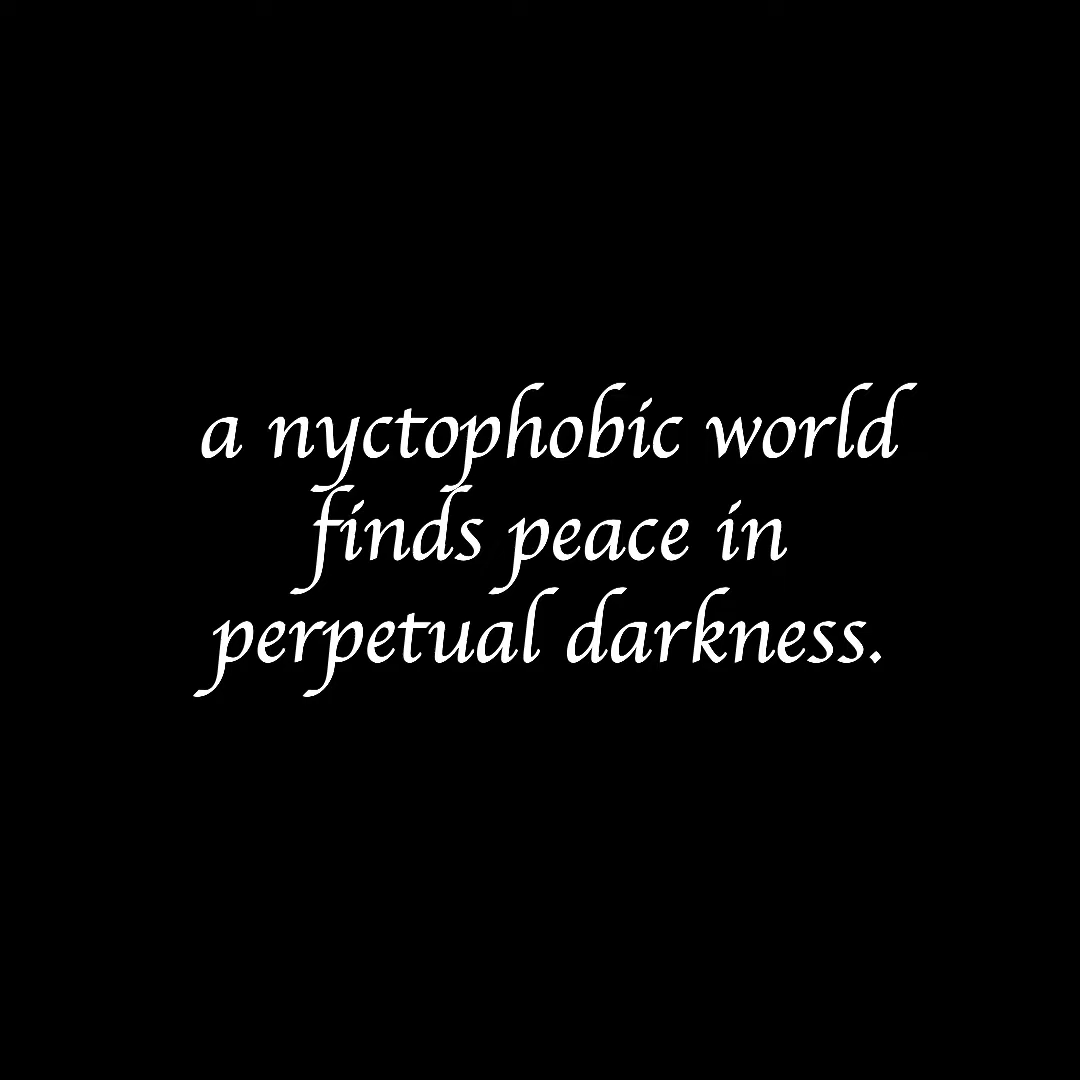 a nyctophobic world
finds peace in
perpetual darkness.